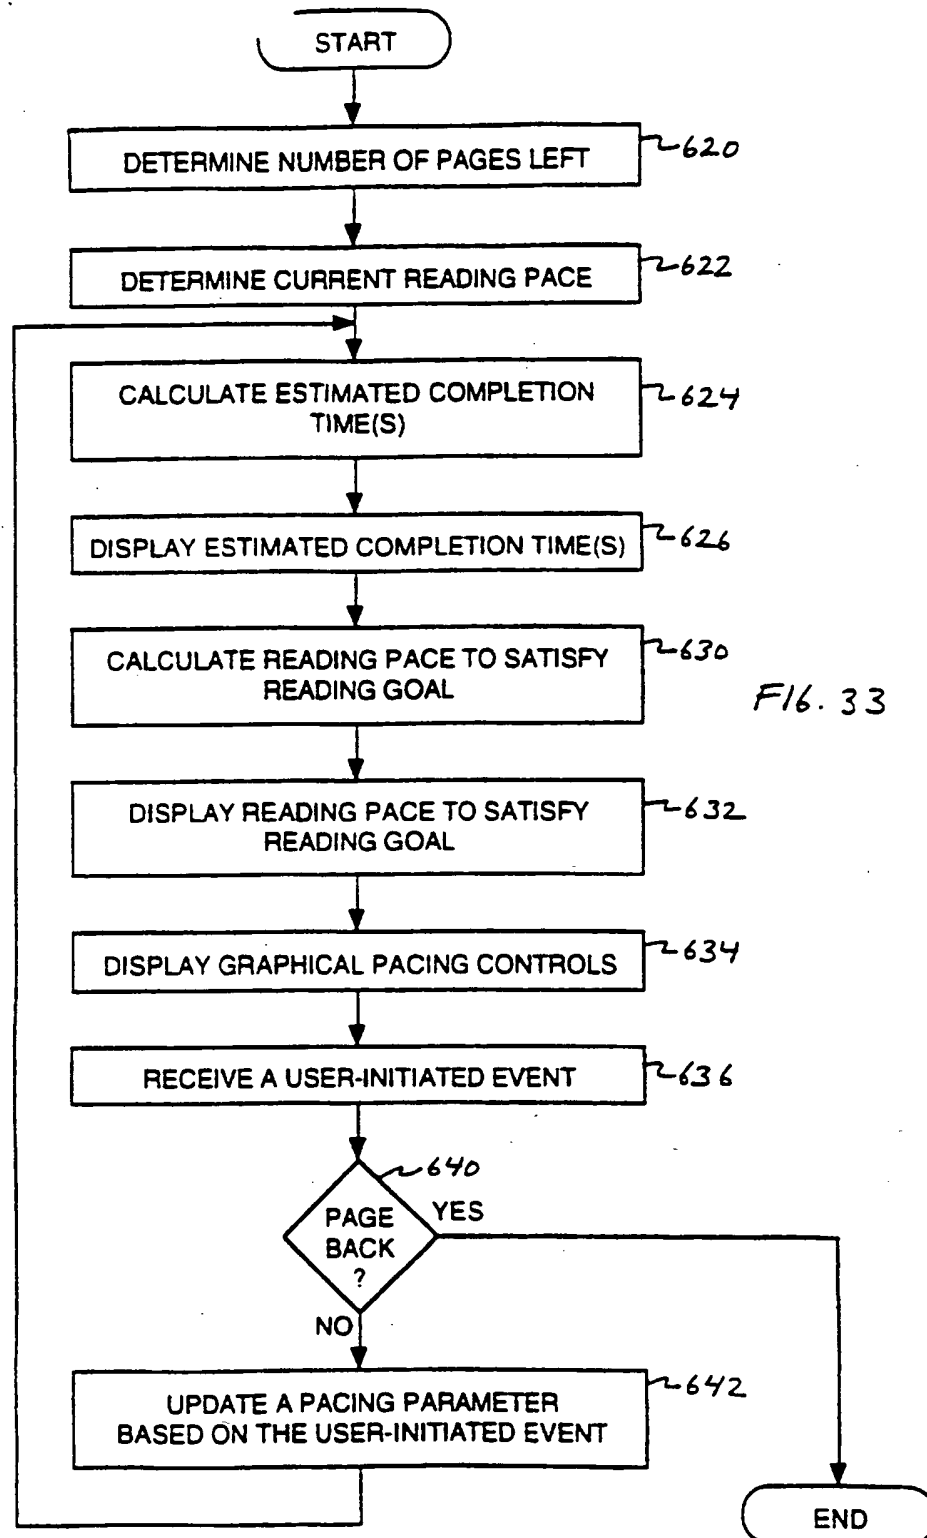 START
DETERMINE NUMBER OF PAGES LEFT
620
DETERMINE CURRENT READING PACE
622
CALCULATE ESTIMATED COMPLETION
TIME(S)
624
DISPLAY ESTIMATED COMPLETION TIME(S)
626
CALCULATE READING PACE TO SATISFY
READING GOAL
630
FIG. 33
DISPLAY READING PACE TO SATISFY
READING GOAL
632
DISPLAY GRAPHICAL PACING CONTROLS
634
RECEIVE A USER-INITIATED EVENT
636
640
PAGE
BACK
?
YES
NO
UPDATE A PACING PARAMETER
BASED ON THE USER-INITIATED EVENT
642
END